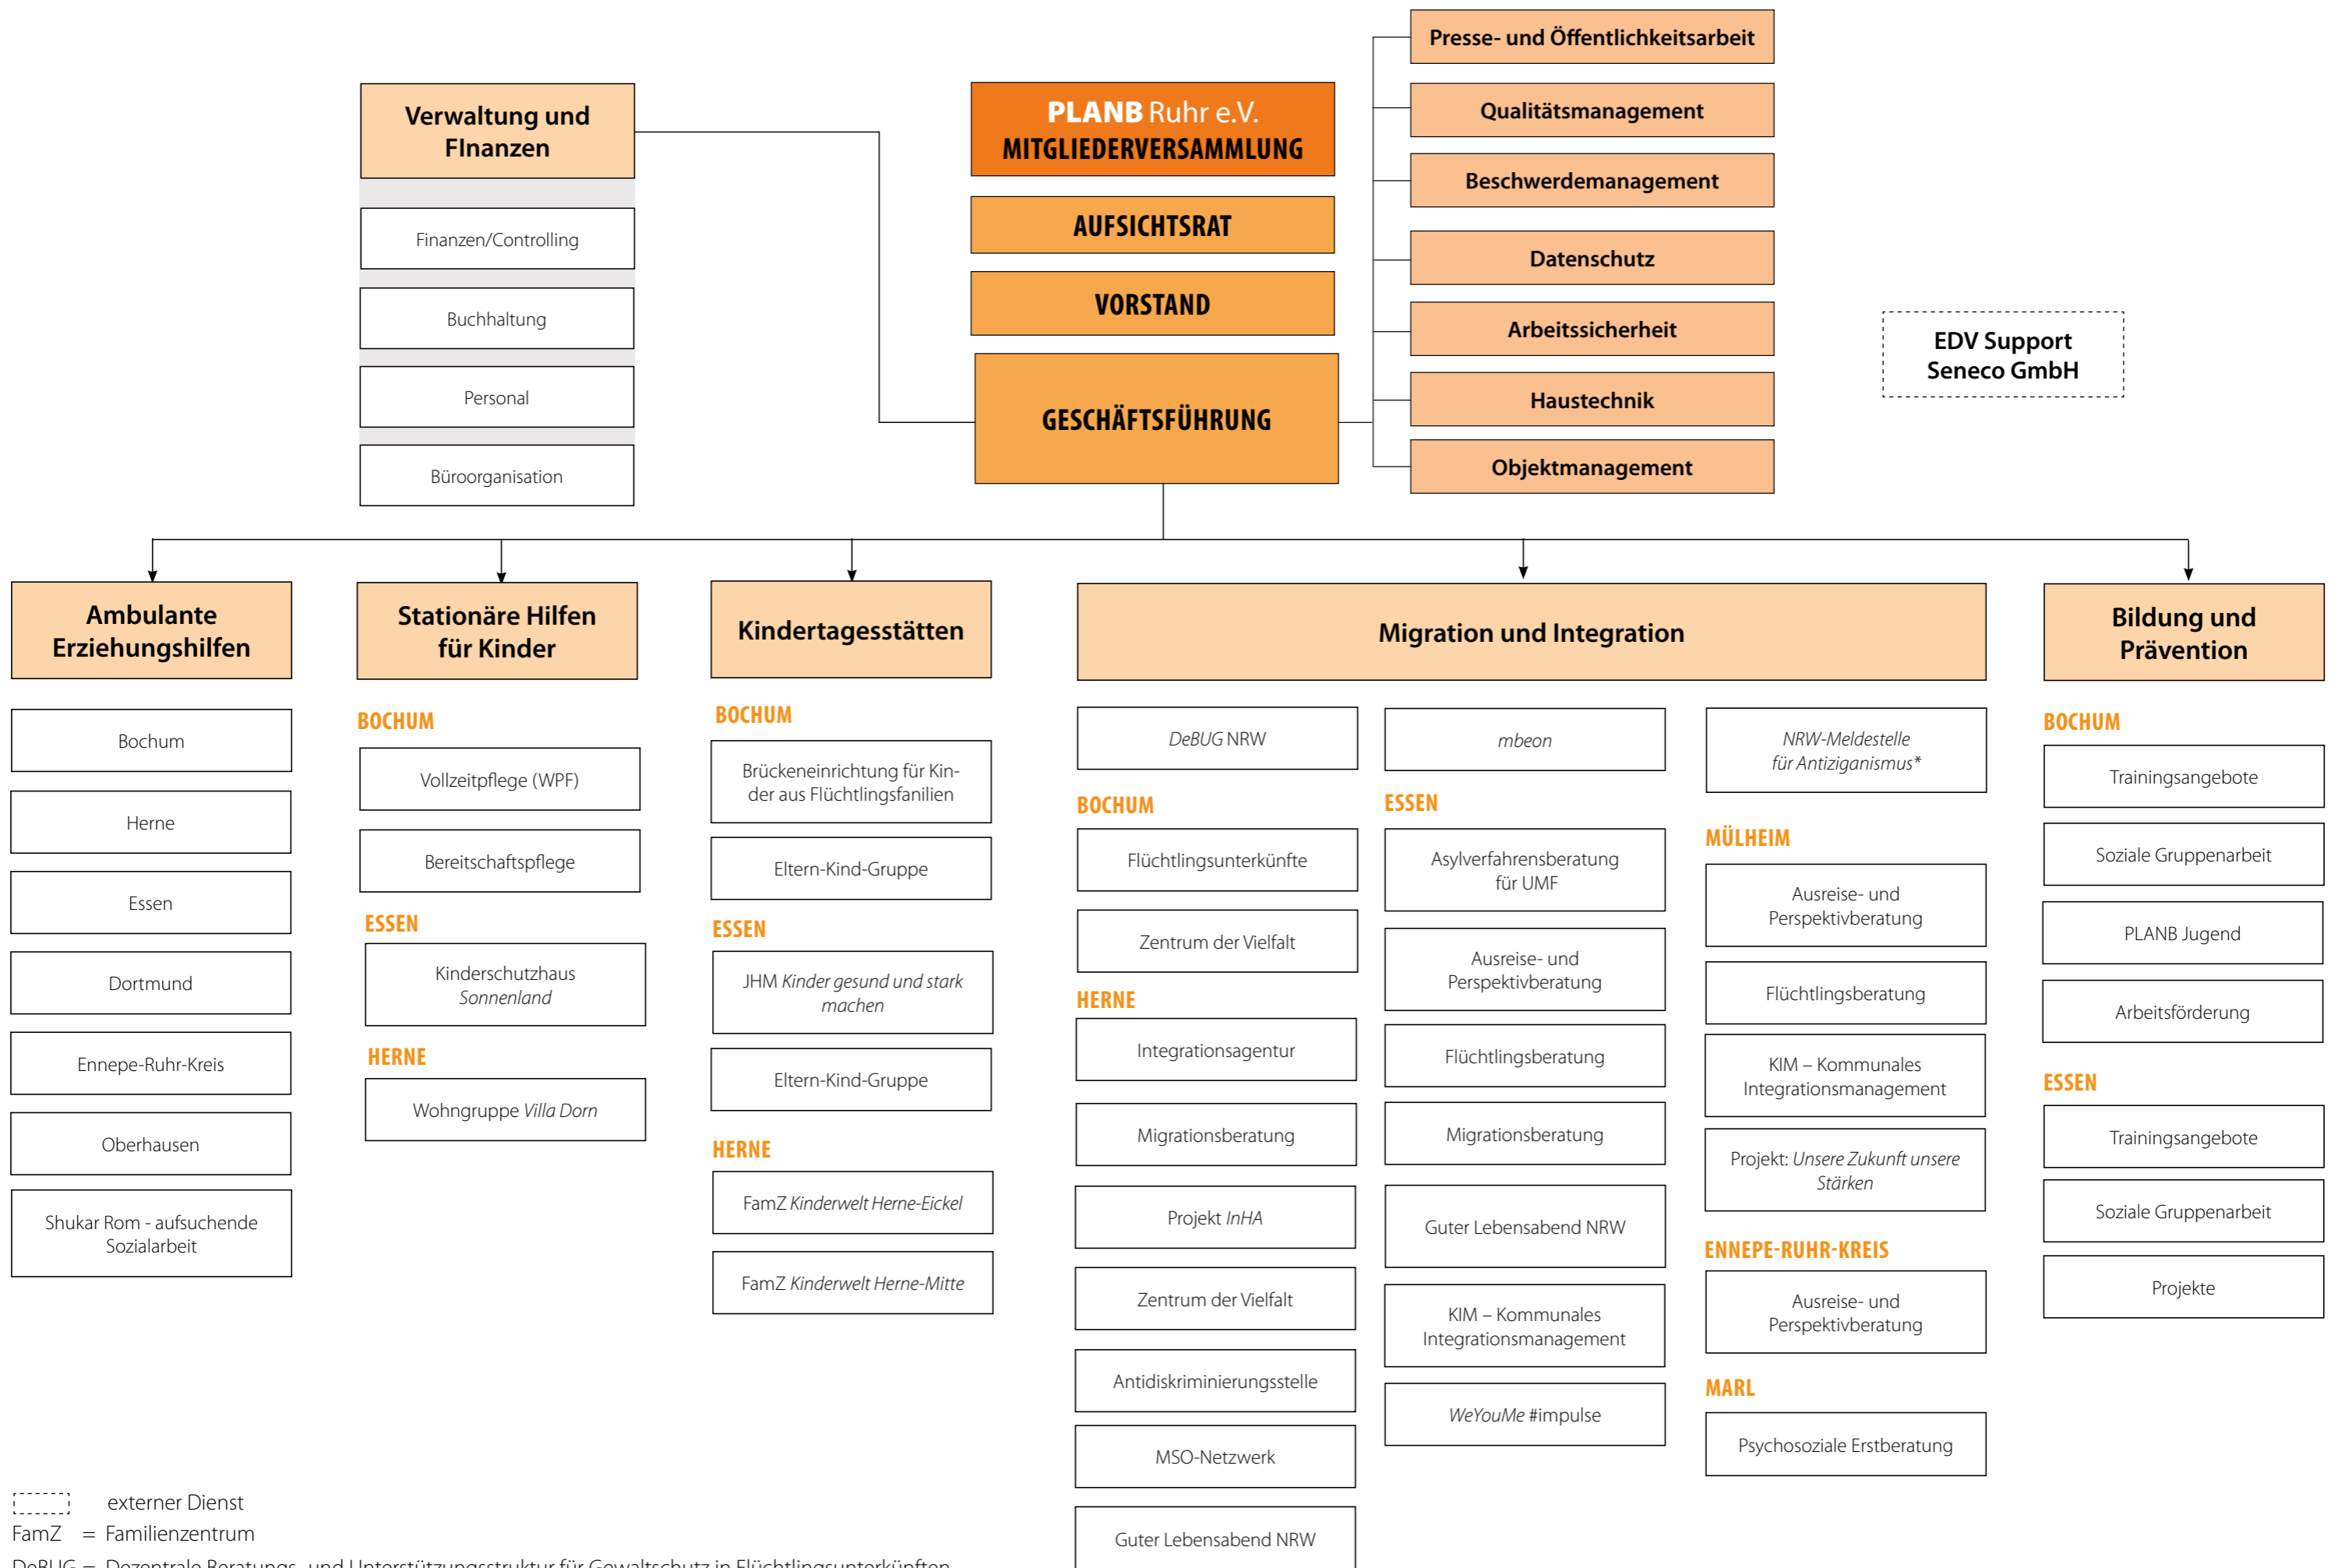 Verwaltung und
FInanzen
Finanzen/Controlling
Buchhaltung
Personal
Büroorganisation
PLANB Ruhr e.V.
MITGLIEDERVERSAMMLUNG
AUFSICHTSRAT
VORSTAND
GESCHÄFTSFÜHRUNG
Presse- und Öffentlichkeitsarbeit
Qualitätsmanagement
Beschwerdemanagement
Datenschutz
Arbeitssicherheit
Haustechnik
Objektmanagement
EDV Support
Seneco GmbH
Ambulante
Erziehungshilfen
Bochum
Herne
Essen
Dortmund
Ennepe-Ruhr-Kreis
Oberhausen
Shukar Rom - aufsuchende
Sozialarbeit
Stationäre Hilfen
für Kinder
BOCHUM
Vollzeitpflege (WPF)
Bereitschaftspflege
ESSEN
Kinderschutzhaus
Sonnenland
HERNE
Wohngruppe Villa Dorn
Kindertagesstätten
BOCHUM
Brückeneinrichtung für Kin-
der aus Flüchtlingsfanilien
Eltern-Kind-Gruppe
ESSEN
JHM Kinder gesund und stark
machen
Eltern-Kind-Gruppe
HERNE
FamZ Kinderwelt Herne-Eickel
FamZ Kinderwelt Herne-Mitte
Migration und Integration
DeBUG NRW
BOCHUM
Flüchtlingsunterkünfte
Zentrum der Vielfalt
HERNE
Integrationsagentur
Migrationsberatung
Projekt InHA
Zentrum der Vielfalt
Antidiskriminierungsstelle
MSO-Netzwerk
Guter Lebensabend NRW
mbeon
ESSEN
Asylverfahrensberatung
für UMF
Ausreise- und
Perspektivberatung
Flüchtlingsberatung
Migrationsberatung
Guter Lebensabend NRW
KIM – Kommunales
Integrationsmanagement
WeYouMe #impulse
NRW-Meldestelle
für Antiziganismus*
MÜLHEIM
Ausreise- und
Perspektivberatung
Flüchtlingsberatung
KIM – Kommunales
Integrationsmanagement
Projekt: Unsere Zukunft unsere
Stärken
ENNEPE-RUHR-KREIS
Ausreise- und
Perspektivberatung
MARL
Psychosoziale Erstberatung
Bildung und
Prävention
BOCHUM
Trainingsangebote
Soziale Gruppenarbeit
PLANB Jugend
Arbeitsförderung
ESSEN
Trainingsangebote
Soziale Gruppenarbeit
Projekte
externer Dienst
FamZ = Familienzentrum
DeBUG = Dezentrale Beratungs- und Unterstützungsstruktur für Gewaltschutz in Flüchtlingsunterkünften